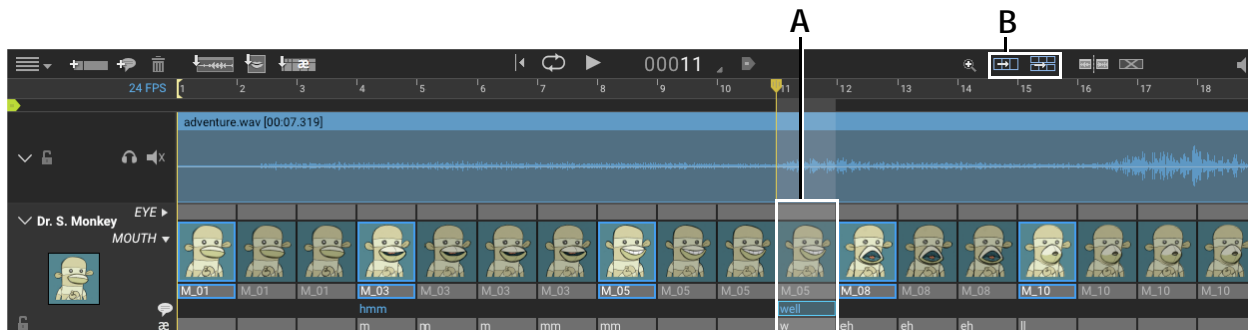 A
B
æ
00011
24 FPS
1 2 3 4 5 6 7 8 9 10 11 12 13 14 15 16 17 18
adventure.wav [00:07.319]
Dr. S. Monkey
EYE
MOUTH
M_01 M_01 M_01 M_03 M_03 M_03 M_03 M_05 M_05 M_05 M_05 M_08 M_08 M_08 M_10 M_10 M_10 M_10
hmm well
æ m m m mm mm w eh eh eh ll